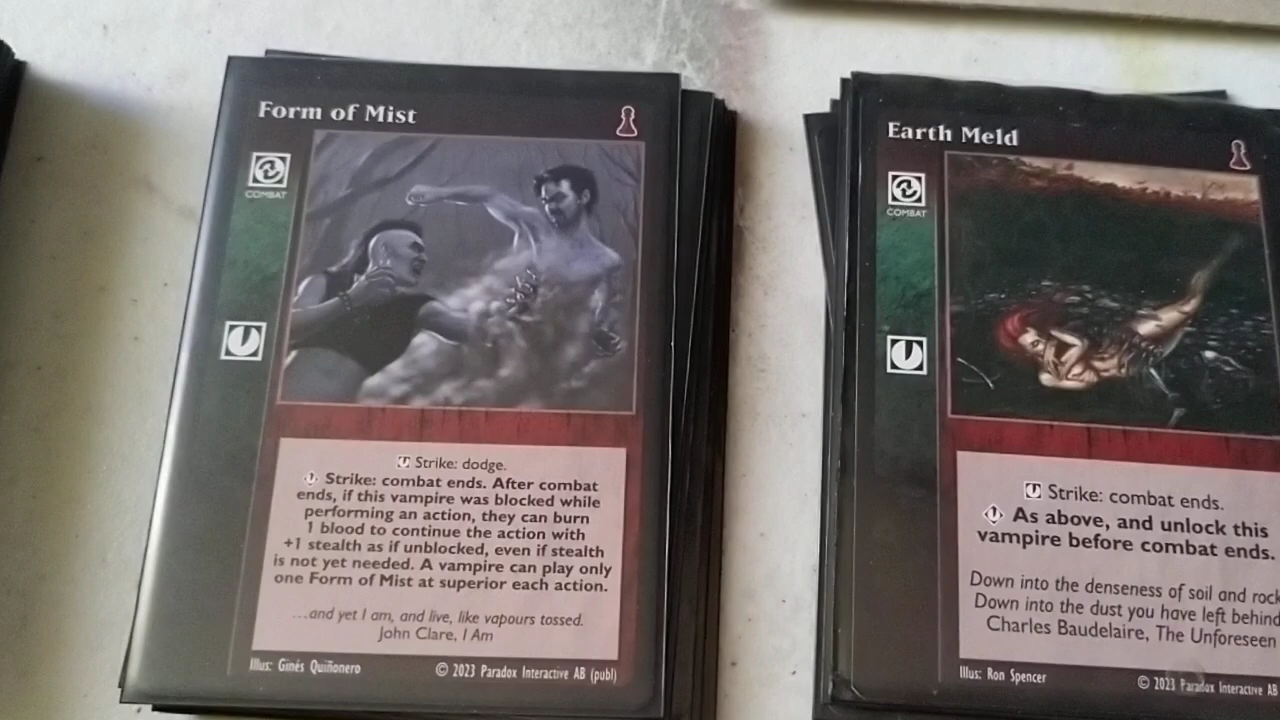 Form of Mist
COMBAT
Strike: dodge.
Strike: combat ends. After combat
ends, if this vampire was blocked while
performing an action, they can burn
1 blood to continue the action with
+1 stealth as if unblocked, even if stealth
is not yet needed. A vampire can play only
one Form of Mist at superior each action.
...and yet I am, and live, like vapours tossed.
John Clare, I Am
Illus: Ginés Quiñonero
© 2023 Paradox Interactive AB (publ)
Earth Meld
COMBAT
Strike: combat ends.
As above, and unlock this
vampire before combat ends.
Down into the denseness of soil and rock
Down into the dust you have left behind
Charles Baudelaire, The Unforeseen
Illus: Ron Spencer
© 2023 Paradox Interactive AB